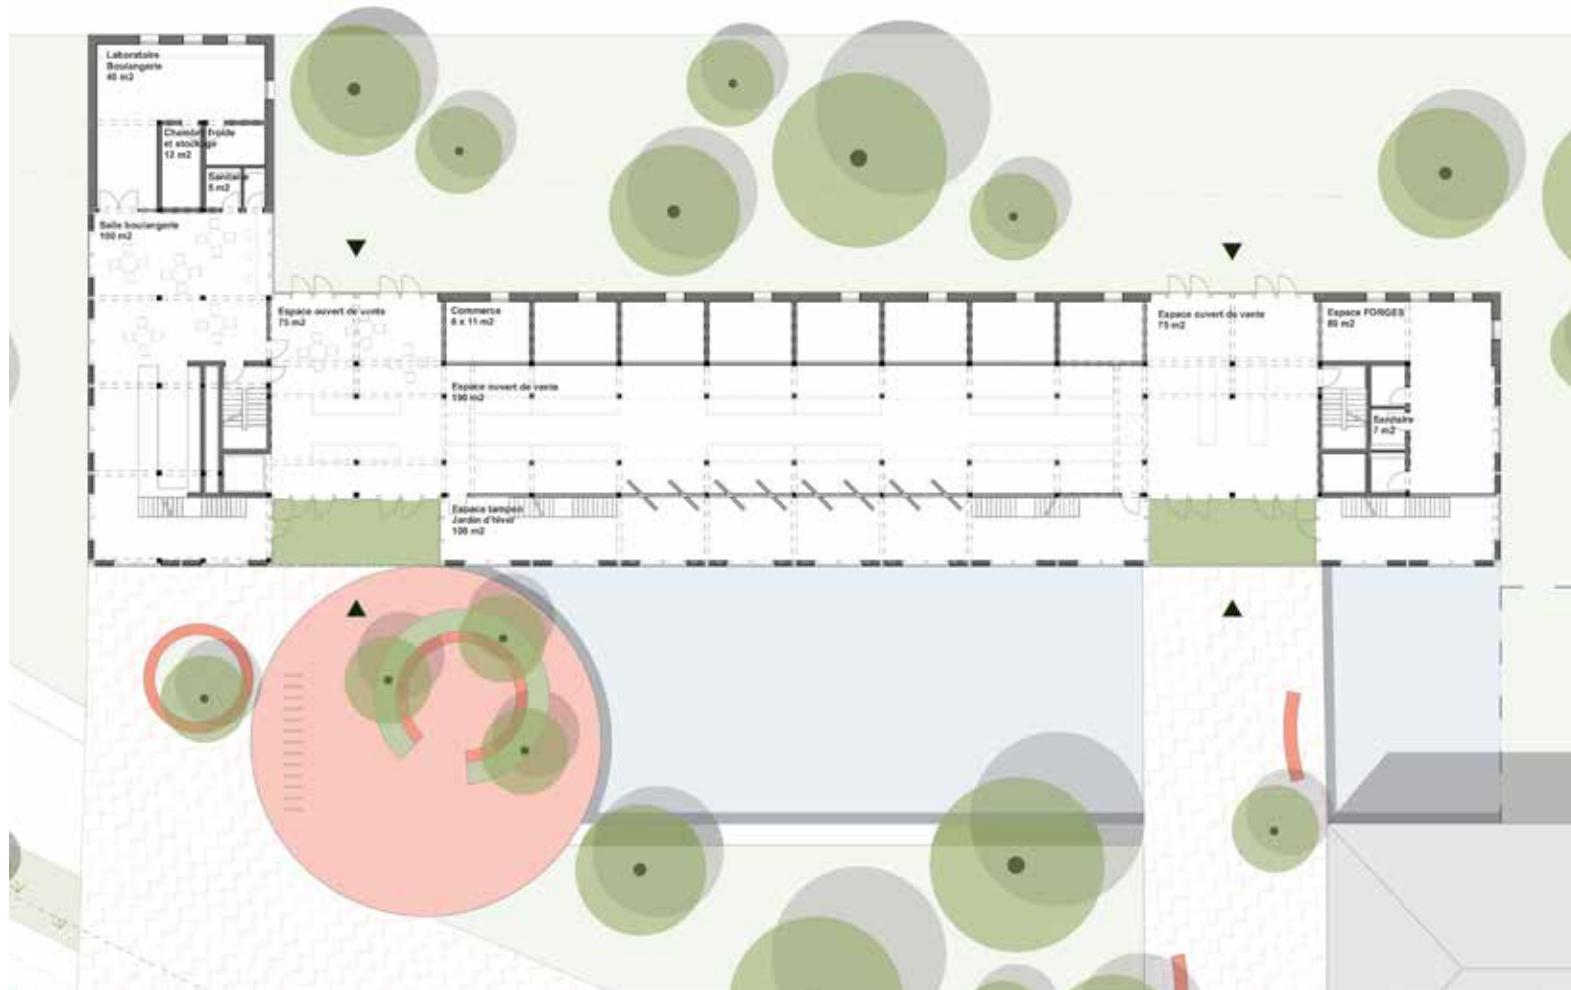 Laboratoire
Boulangerie
40 m2
Chambre froide
et stockage
12 m2
Sanitaire
5 m2
Salle boulangerie
100 m2
Espace ouvert de vente
75 m2
Commerce
6 x 11 m2
Espace ouvert de vente
75 m2
Espace FORGES
80 m2
Espace ouvert de vente
190 m2
Sanitaire
7 m2
Espace tampon
Jardin d'hiver
108 m2